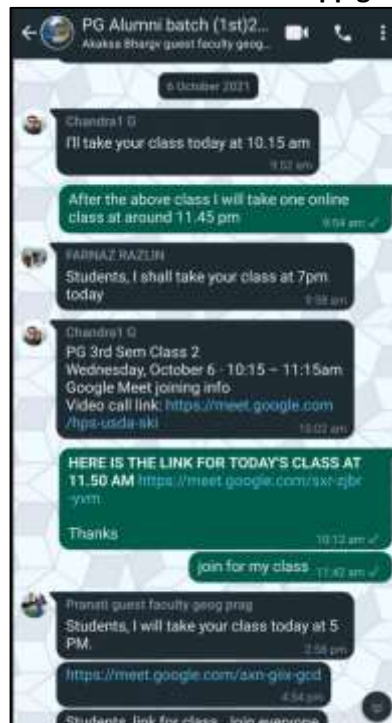 PG Alumni batch (1st)2...
Akaksa Bhargv guest faculty geog...
6 October 2021
Chandra1 G
I'll take your class today at 10.15 am
9:02 am
After the above class I will take one online
class at around 11.45 pm
9:04 am
FARNAZ RAZLIN
Students, I shall take your class at 7pm
today
9:58 am
Chandra1 G
PG 3rd Sem Class 2
Wednesday, October 6 · 10:15 – 11:15am
Google Meet joining info
Video call link: https://meet.google.com
/hps-usda-ski
10:02 am
HERE IS THE LINK FOR TODAY'S CLASS AT
11.50 AM https://meet.google.com/sxr-zjbr
-yvm
Thanks
10:12 am
join for my class
11:42 am
Pranati guest faculty geog prag
Students, I will take your class today at 5
PM.
2:58 pm
https://meet.google.com/axn-giix-gcd
4:54 pm
Students, link for class. Join everyone